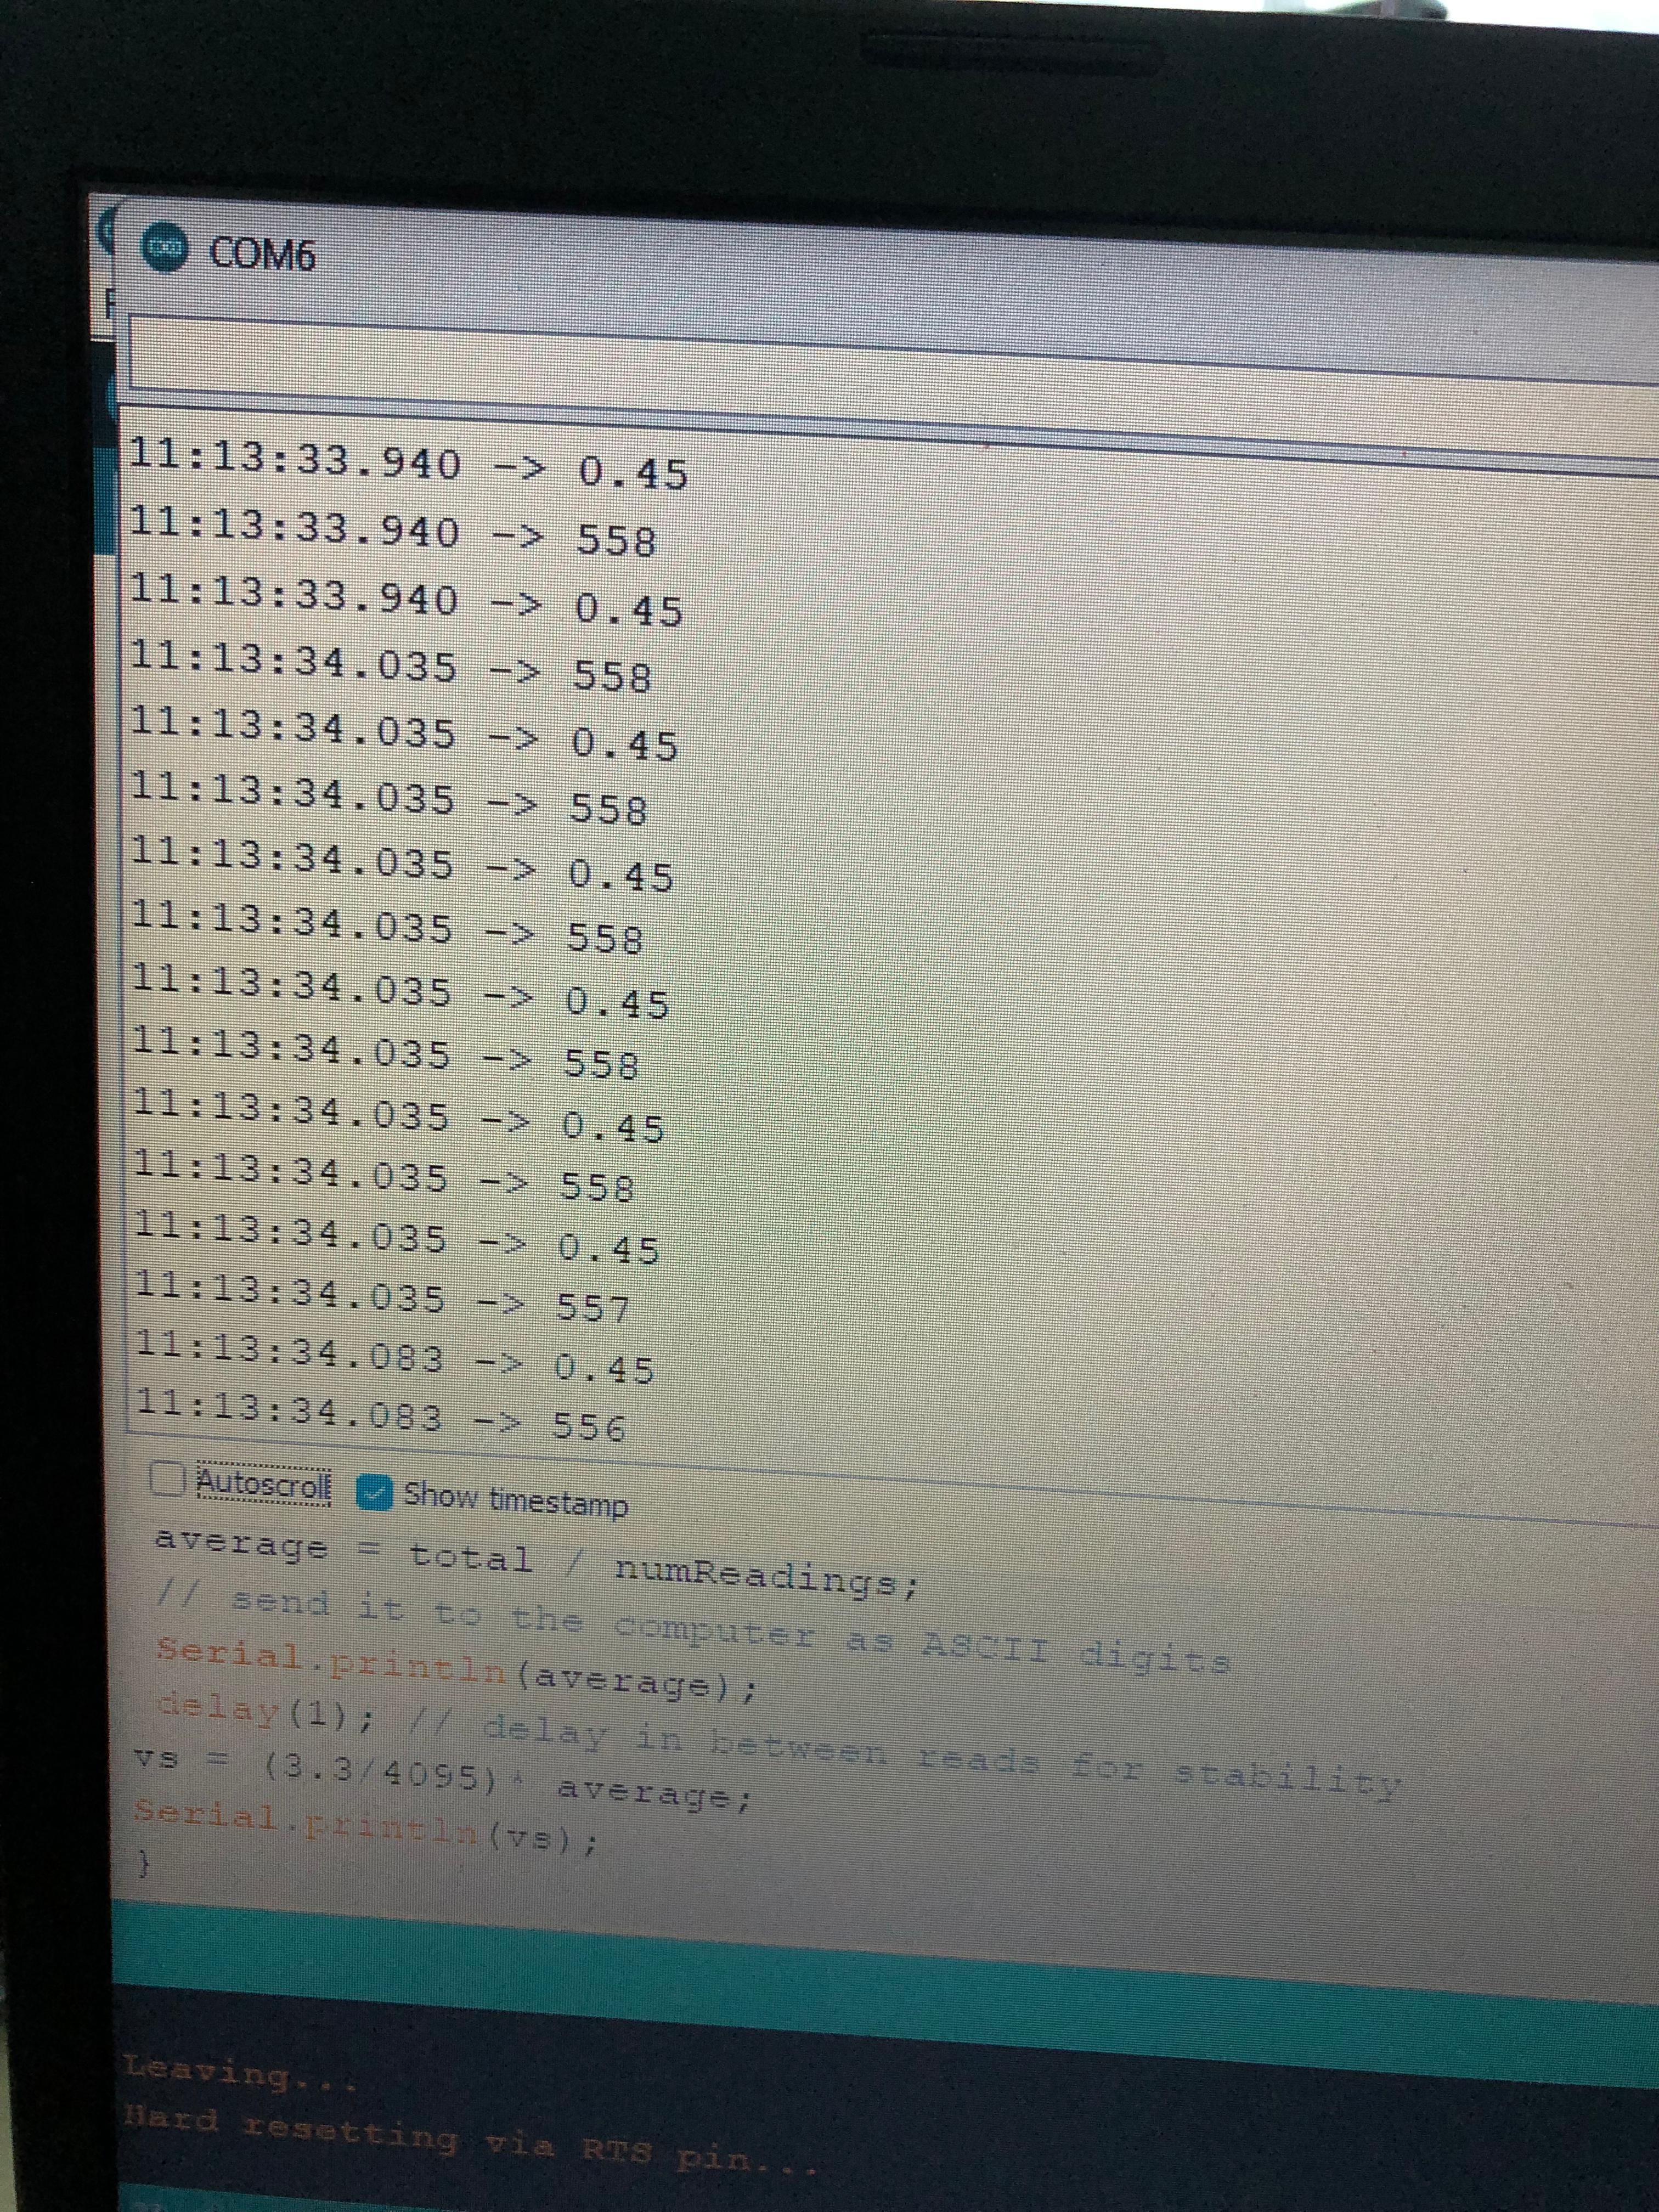 COM6
F
11:13:33.940 -> 0.45
11:13:33.940 -> 558
11:13:33.940 -> 0.45
11:13:34.035 -> 558
11:13:34.035 -> 0.45
11:13:34.035 -> 558
11:13:34.035 -> 0.45
11:13:34.035 -> 558
11:13:34.035 -> 0.45
11:13:34.035 -> 558
11:13:34.035 -> 0.45
11:13:34.035 -> 558
11:13:34.035 -> 0.45
11:13:34.035 -> 557
11:13:34.083 -> 0.45
11:13:34.083 -> 556
Autoscroll Show timestamp
average = total / numReadings;
// send it to the computer as ASCII digits
Serial.println(average);
delay(1); // delay in between reads for stability
vs = (3.3/4095)* average;
Serial.println(vs);
}
Leaving...
Hard resetting via RTS pin...